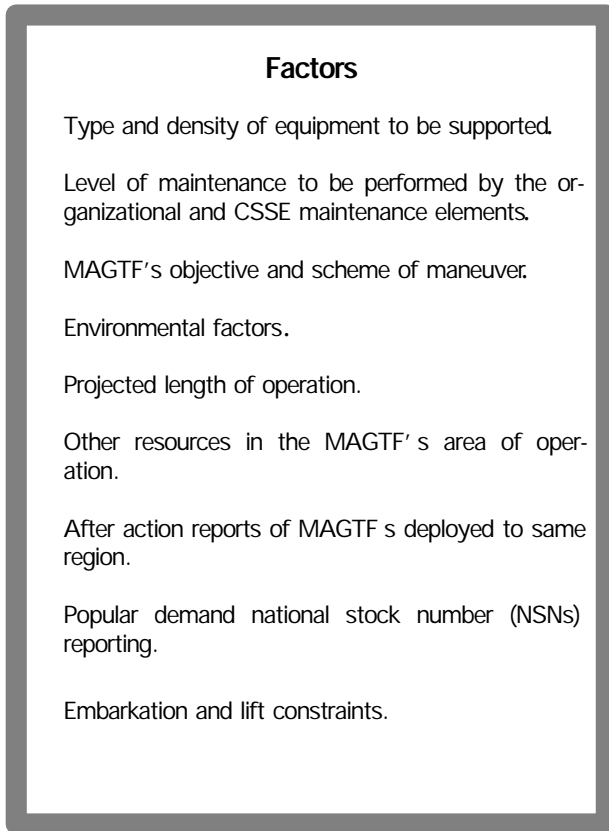 Factors
Type and density of equipment to be supported.
Level of maintenance to be performed by the or-
ganizational and CSSE maintenance elements.
MAGTF's objective and scheme of maneuver.
Environmental factors.
Projected length of operation.
Other resources in the MAGTF' s area of oper-
ation.
After action reports of MAGTF s deployed to same
region.
Popular demand national stock number (NSNs)
reporting.
Embarkation and lift constraints.